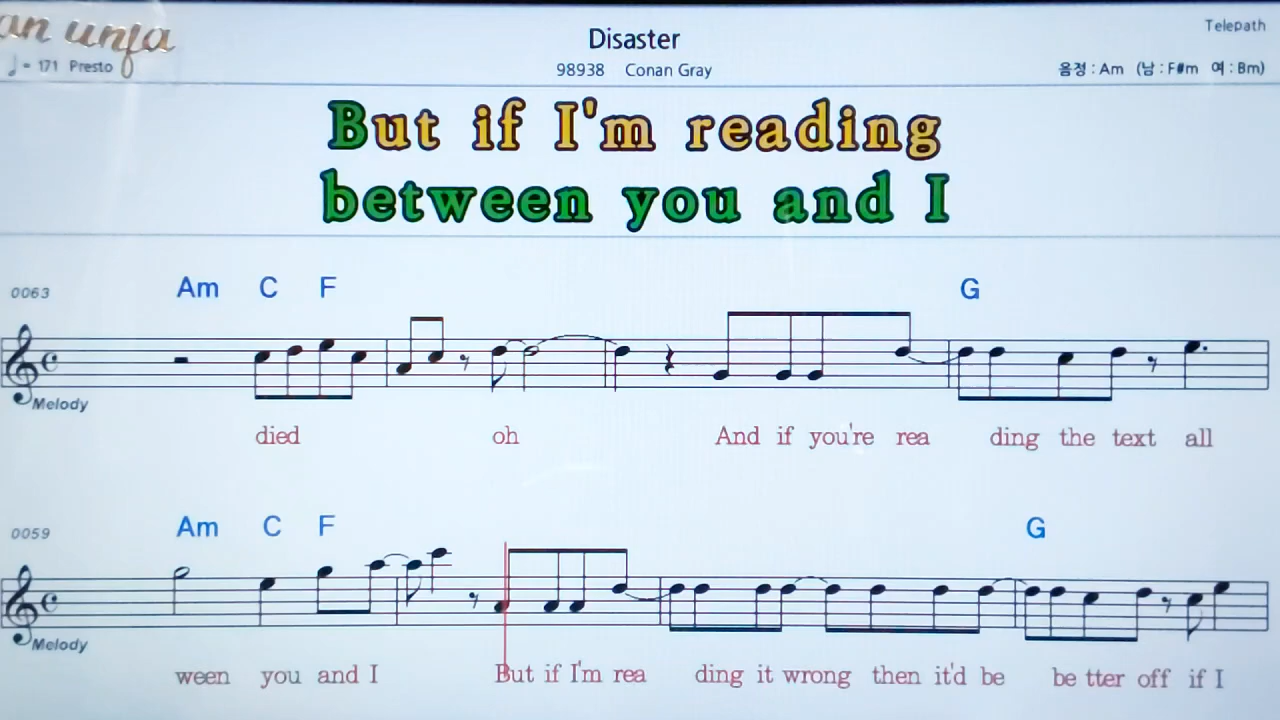 an unfa
Disaster
Telepath
♩= 171 Presto
98938 Conan Gray
음정 : Am (남 : F#m 여 : Bm)
But if I'm reading
between you and I
0063 Am C F G
Melody
died oh And if you're rea ding the text all
0059 Am C F G
Melody
ween you and I But if I'm rea ding it wrong then it'd be be tter off if I